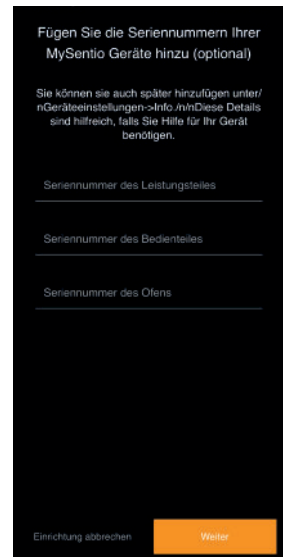 Fügen Sie die Seriennummern Ihrer
MySentio Geräte hinzu (optional)
Sie können sie auch später hinzufügen unter/
nGeräteeinstellungen->Info./n/nDiese Details
sind hilfreich, falls Sie Hilfe für Ihr Gerät
benötigen.
Seriennummer des Leistungsteiles
Seriennummer des Bedienteiles
Seriennummer des Ofens
Einrichtung abbrechen
Weiter